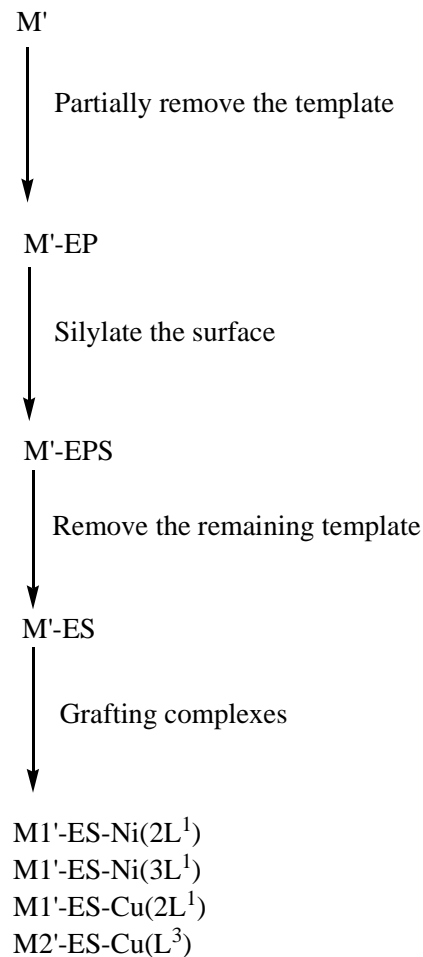 M'
Partially remove the template
M'-EP
Silylate the surface
M'-EPS
Remove the remaining template
M'-ES
Grafting complexes
M1'-ES-Ni(2L¹)
M1'-ES-Ni(3L¹)
M1'-ES-Cu(2L¹)
M2'-ES-Cu(L³)